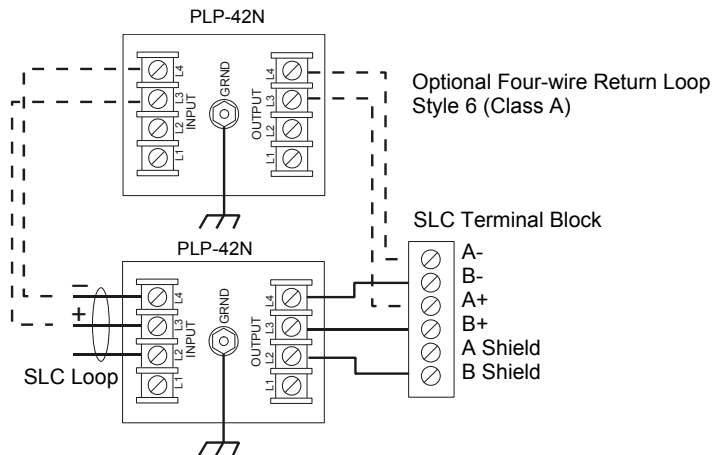 PLP-42N
L4
L3
L2
L1
INPUT
GRND
OUTPUT
L4
L3
L2
L1
Optional Four-wire Return Loop
Style 6 (Class A)
SLC Terminal Block
A-
B-
A+
B+
A Shield
B Shield
PLP-42N
–
+
SLC Loop
L4
L3
L2
L1
INPUT
GRND
OUTPUT
L4
L3
L2
L1